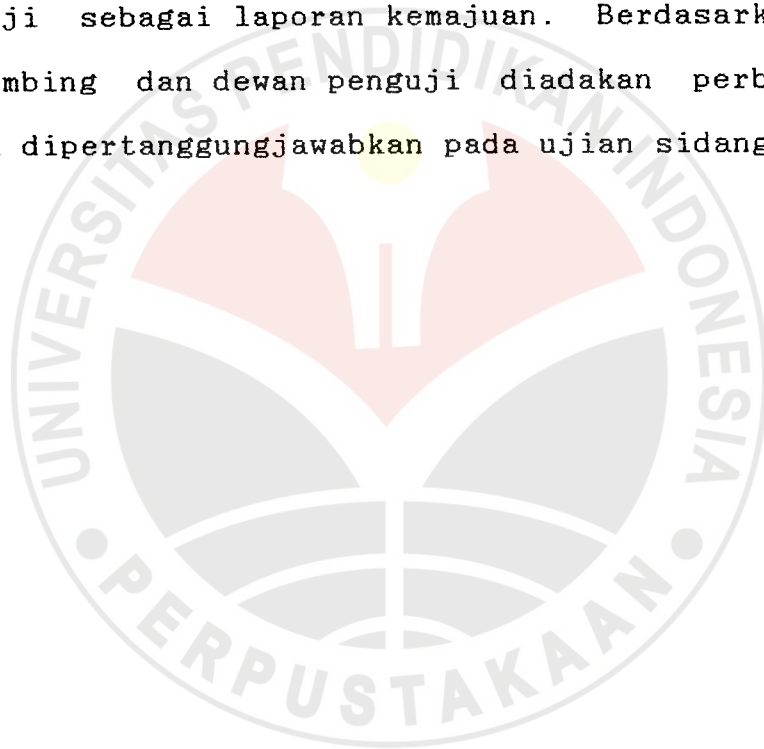 ji sebagai laporan kemajuan. Berdasark
mbing dan dewan penguji diadakan perb
dipertanggungjawabkan pada ujian sidang
UNIVERSITAS PENDIDIKAN INDONESIA
PERPUSTAKAAN